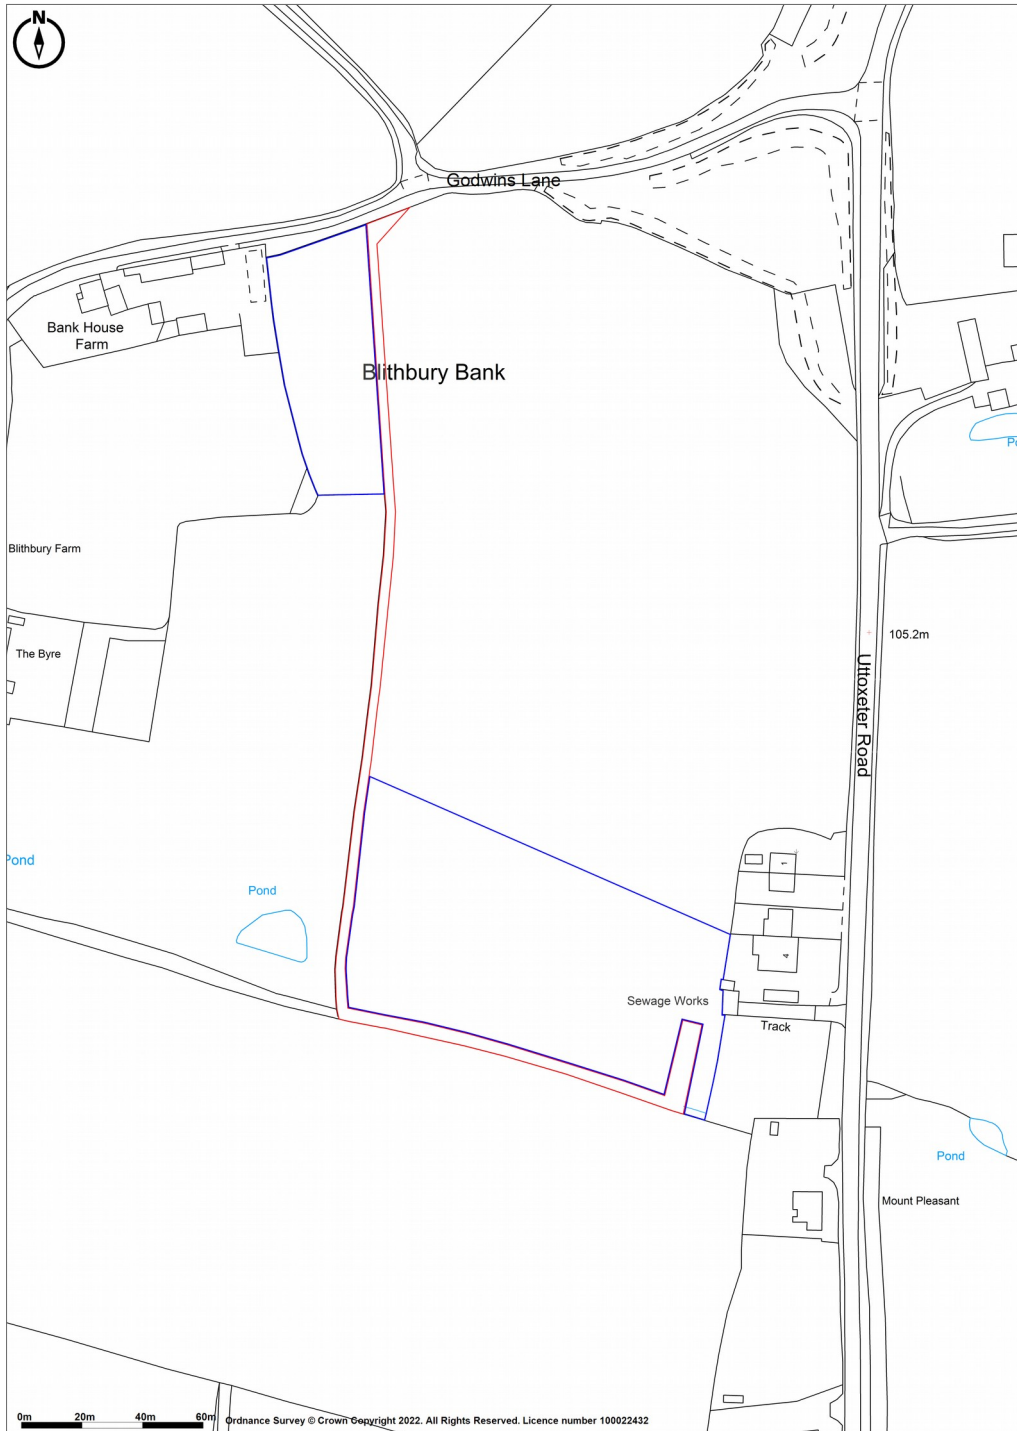 N
Godwins Lane
Bank House
Farm
Blithbury Bank
Po
Blithbury Farm
The Byre
105.2m
Uttoxeter Road
1
Pond
Pond
4
Sewage Works
Track
Pond
Mount Pleasant
0m 20m 40m 60m
Ordnance Survey © Crown Copyright 2022. All Rights Reserved. Licence number 100022432